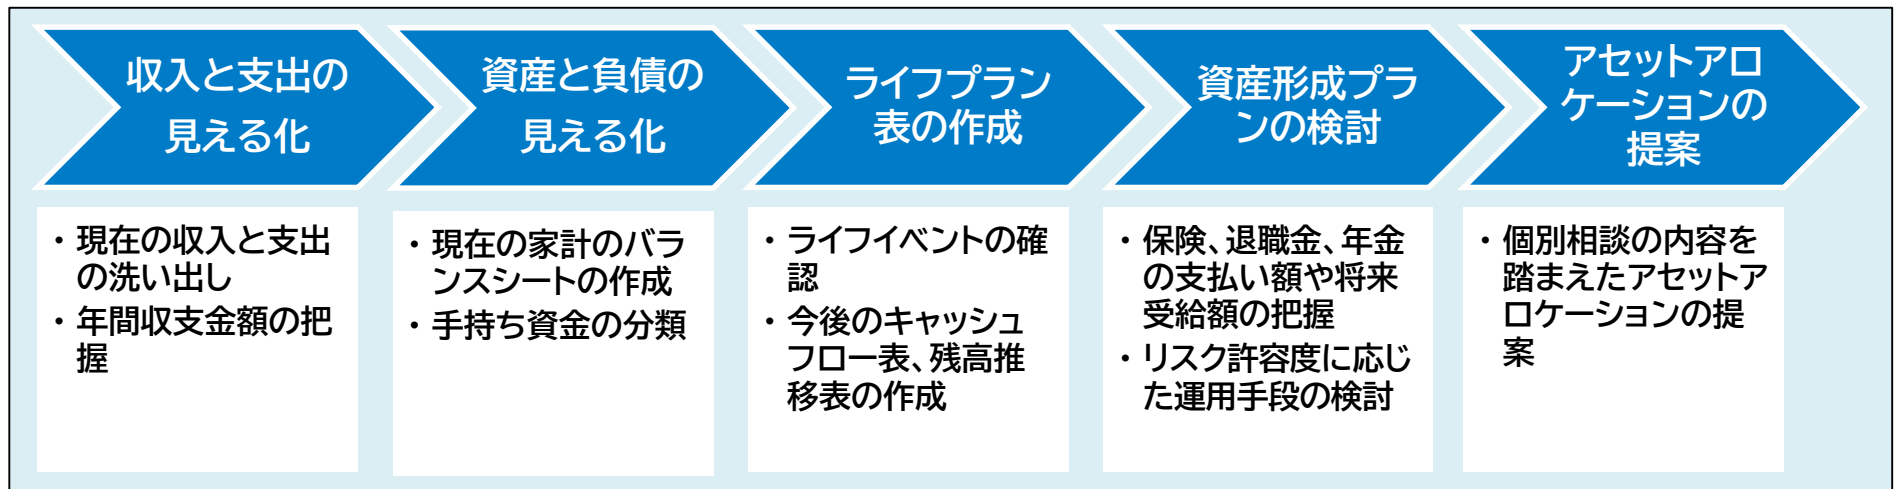 収入と支出の
見える化
資産と負債の
見える化
ライフプラン
表の作成
資産形成プラ
ンの検討
アセットアロ
ケーションの
提案
・現在の収入と支出
の洗い出し
・年間収支金額の把
握
・現在の家計のバラ
ンスシートの作成
・手持ち資金の分類
・ライフイベントの確
認
・今後のキャッシュ
フロー表、残高推
移表の作成
・保険、退職金、年金
の支払い額や将来
受給額の把握
・リスク許容度に応じ
た運用手段の検討
・個別相談の内容を
踏まえたアセットア
ロケーションの提
案